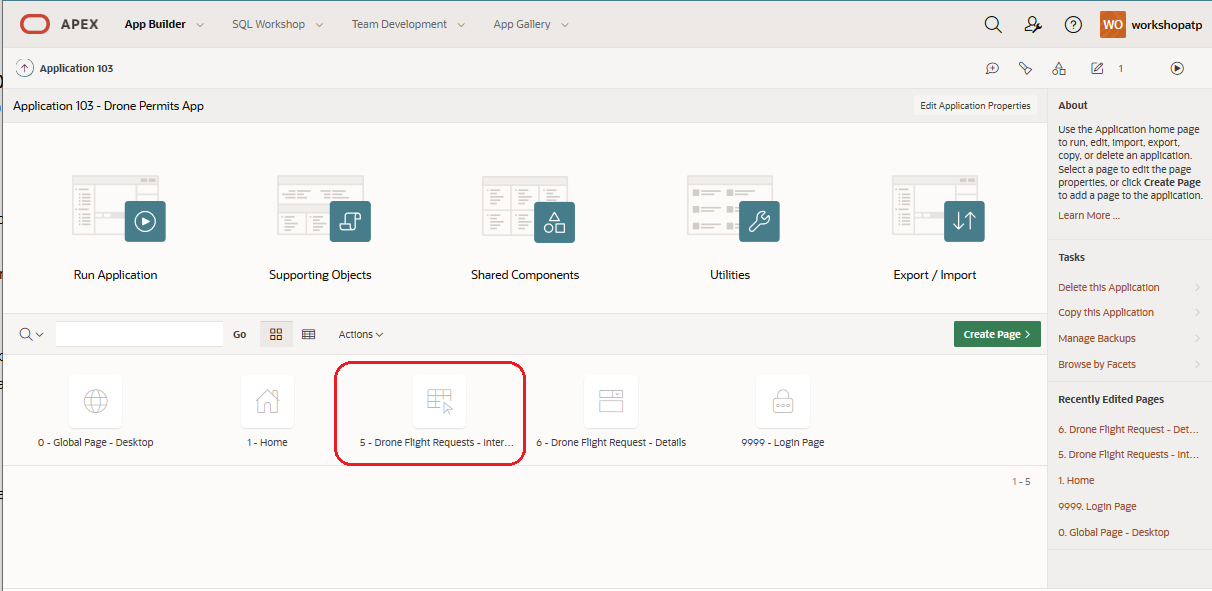 APEX
App Builder
SQL Workshop
Team Development
App Gallery
WO
workshopatp
Application 103
1
Application 103 - Drone Permits App
Edit Application Properties
Run Application
Supporting Objects
Shared Components
Utilities
Export / Import
Go
Actions
Create Page
0 - Global Page - Desktop
1 - Home
5 - Drone Flight Requests - Inter...
6 - Drone Flight Request - Details
9999 - Login Page
1 - 5
About
Use the Application home page
to run, edit, import, export,
copy, or delete an application.
Select a page to edit the page
properties, or click Create Page
to add a page to the application.
Learn More ...
Tasks
Delete this Application
Copy this Application
Manage Backups
Browse by Facets
Recently Edited Pages
6. Drone Flight Request - Det...
5. Drone Flight Requests - Int...
1. Home
9999. Login Page
0. Global Page - Desktop